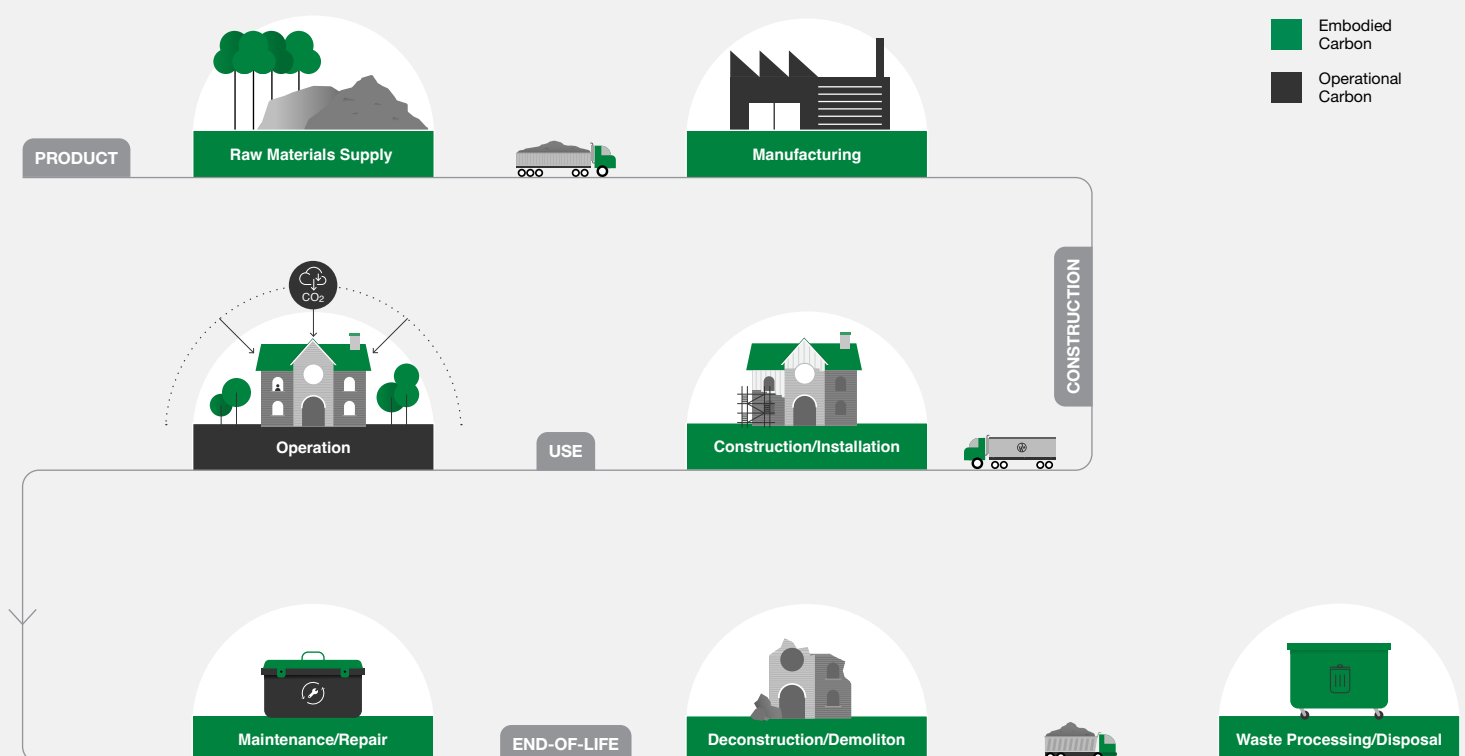 Embodied
Carbon
Operational
Carbon
PRODUCT
Raw Materials Supply
Manufacturing
CONSTRUCTION
CO₂
Operation
USE
Construction/Installation
Maintenance/Repair
END-OF-LIFE
Deconstruction/Demoliton
Waste Processing/Disposal